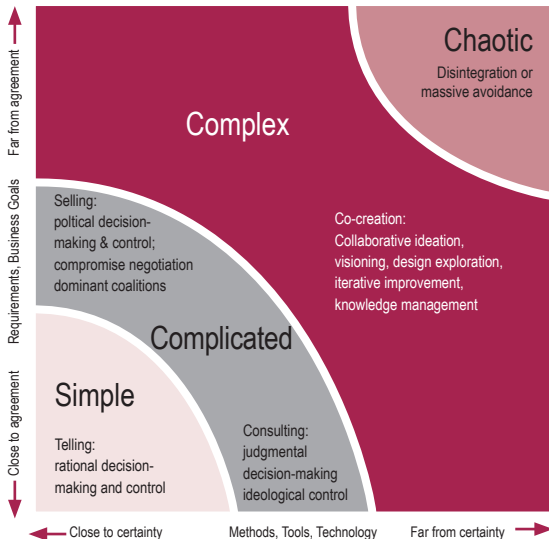 Chaotic
Disintegration or
massive avoidance
Complex
Selling:
poltical decision-
making & control;
compromise negotiation
dominant coalitions
Co-creation:
Collaborative ideation,
visioning, design exploration,
iterative improvement,
knowledge management
Complicated
Simple
Telling:
rational decision-
making and control
Consulting:
judgmental
decision-making
ideological control
Far from agreement
Requirements, Business Goals
Close to agreement
Close to certainty
Methods, Tools, Technology
Far from certainty